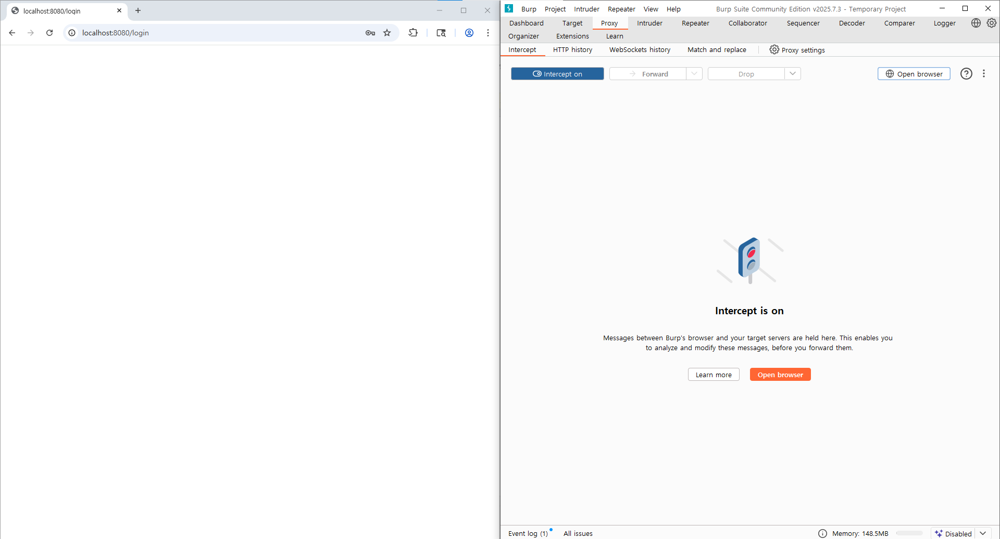 localhost:8080/login
localhost:8080/login
Burp Project Intruder Repeater View Help Burp Suite Community Edition v2025.7.3 - Temporary Project
Dashboard Target Proxy Intruder Repeater Collaborator Sequencer Decoder Comparer Logger
Organizer Extensions Learn
Intercept HTTP history WebSockets history Match and replace Proxy settings
Intercept on Forward Drop Open browser
Intercept is on
Messages between Burp's browser and your target servers are held here. This enables you
to analyze and modify these messages, before you forward them.
Learn more Open browser
Event log (1) All issues Memory: 148.5MB Disabled